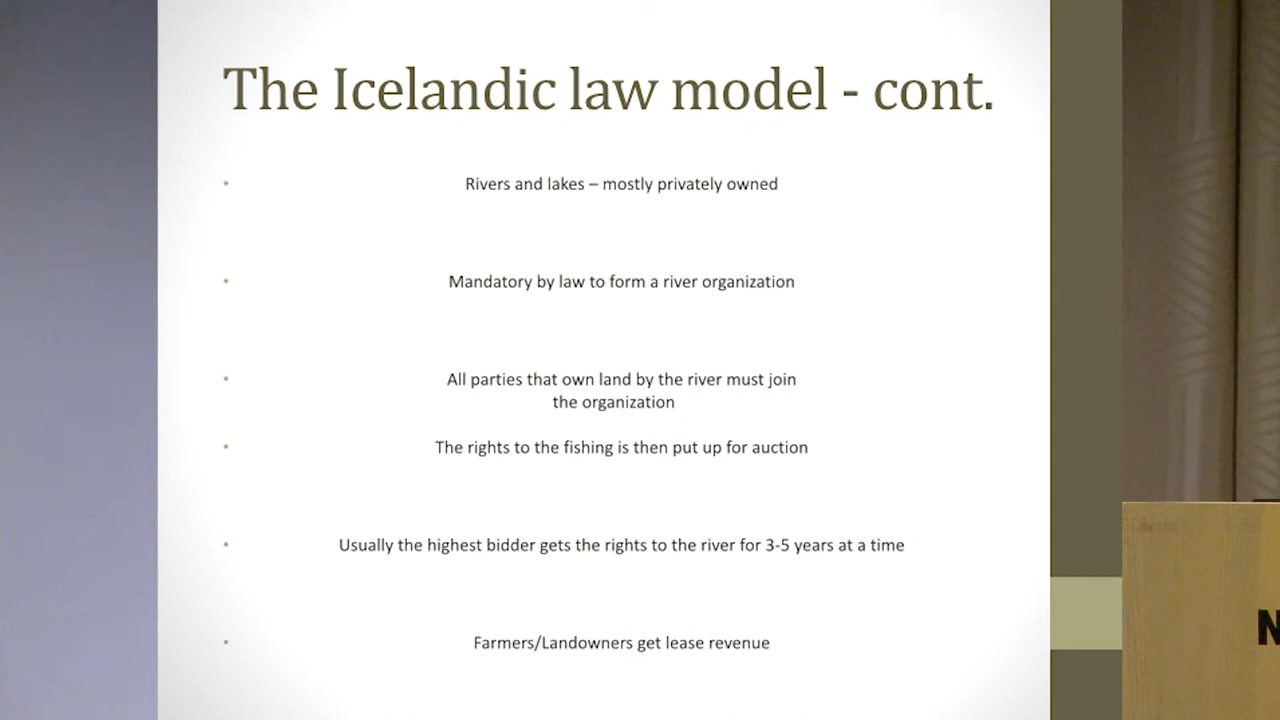 The Icelandic law model - cont.
• Rivers and lakes – mostly privately owned
• Mandatory by law to form a river organization
• All parties that own land by the river must join
the organization
• The rights to the fishing is then put up for auction
• Usually the highest bidder gets the rights to the river for 3-5 years at a time
• Farmers/Landowners get lease revenue
N